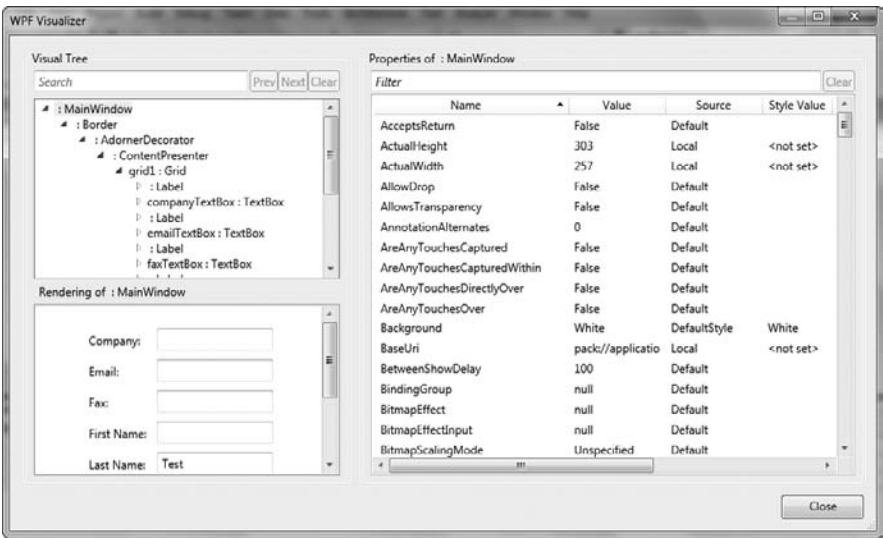 WPF Visualizer
Visual Tree
Search Prev Next Clear
: MainWindow
: Border
: AdornerDecorator
: ContentPresenter
grid1 : Grid
: Label
companyTextBox : TextBox
: Label
emailTextBox : TextBox
: Label
faxTextBox : TextBox
Rendering of : MainWindow
Company:
Email:
Fax:
First Name:
Last Name: Test
Properties of : MainWindow
Filter Clear
Name Value Source Style Value
AcceptsReturn False Default
ActualHeight 303 Local <not set>
ActualWidth 257 Local <not set>
AllowDrop False Default
AllowsTransparency False Default
AnnotationAlternates 0 Default
AreAnyTouchesCaptured False Default
AreAnyTouchesCapturedWithin False Default
AreAnyTouchesDirectlyOver False Default
AreAnyTouchesOver False Default
Background White DefaultStyle White
BaseUri pack://applicatio Local <not set>
BetweenShowDelay 100 Default
BindingGroup null Default
BitmapEffect null Default
BitmapEffectInput null Default
BitmapScalingMode Unspecified Default
Close